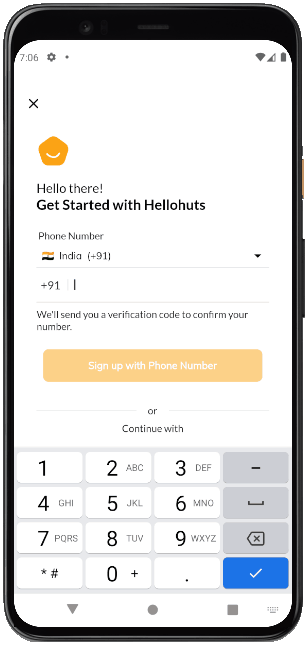 7:06
Hello there!
Get Started with Hellohuts
Phone Number
India (+91)
+91
We'll send you a verification code to confirm your
number.
Sign up with Phone Number
or
Continue with
1 2 ABC 3 DEF -
4 GHI 5 JKL 6 MNO
7 PQRS 8 TUV 9 WXYZ
* # 0 + .